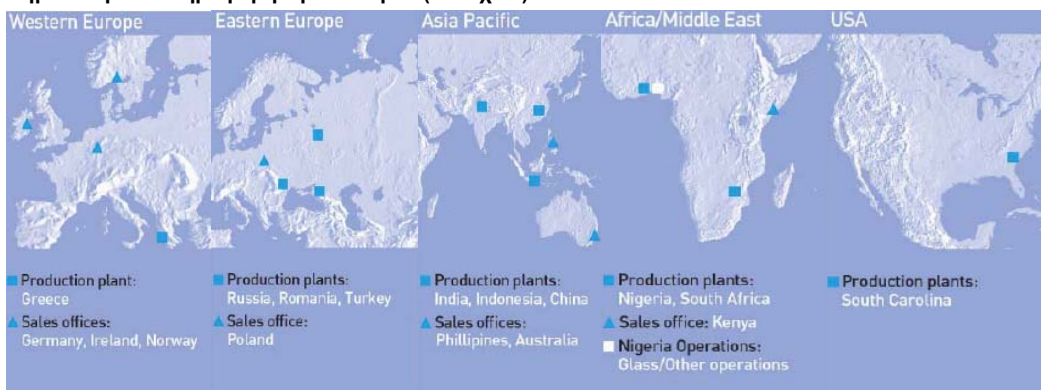 Western Europe
Production plant:
Greece
Sales offices:
Germany, Ireland, Norway
Eastern Europe
Production plants:
Russia, Romania, Turkey
Sales office:
Poland
Asia Pacific
Production plants:
India, Indonesia, China
Sales offices:
Phillipines, Australia
Africa/Middle East
Production plants:
Nigeria, South Africa
Sales office: Kenya
Nigeria Operations:
Glass/Other operations
USA
Production plants:
South Carolina